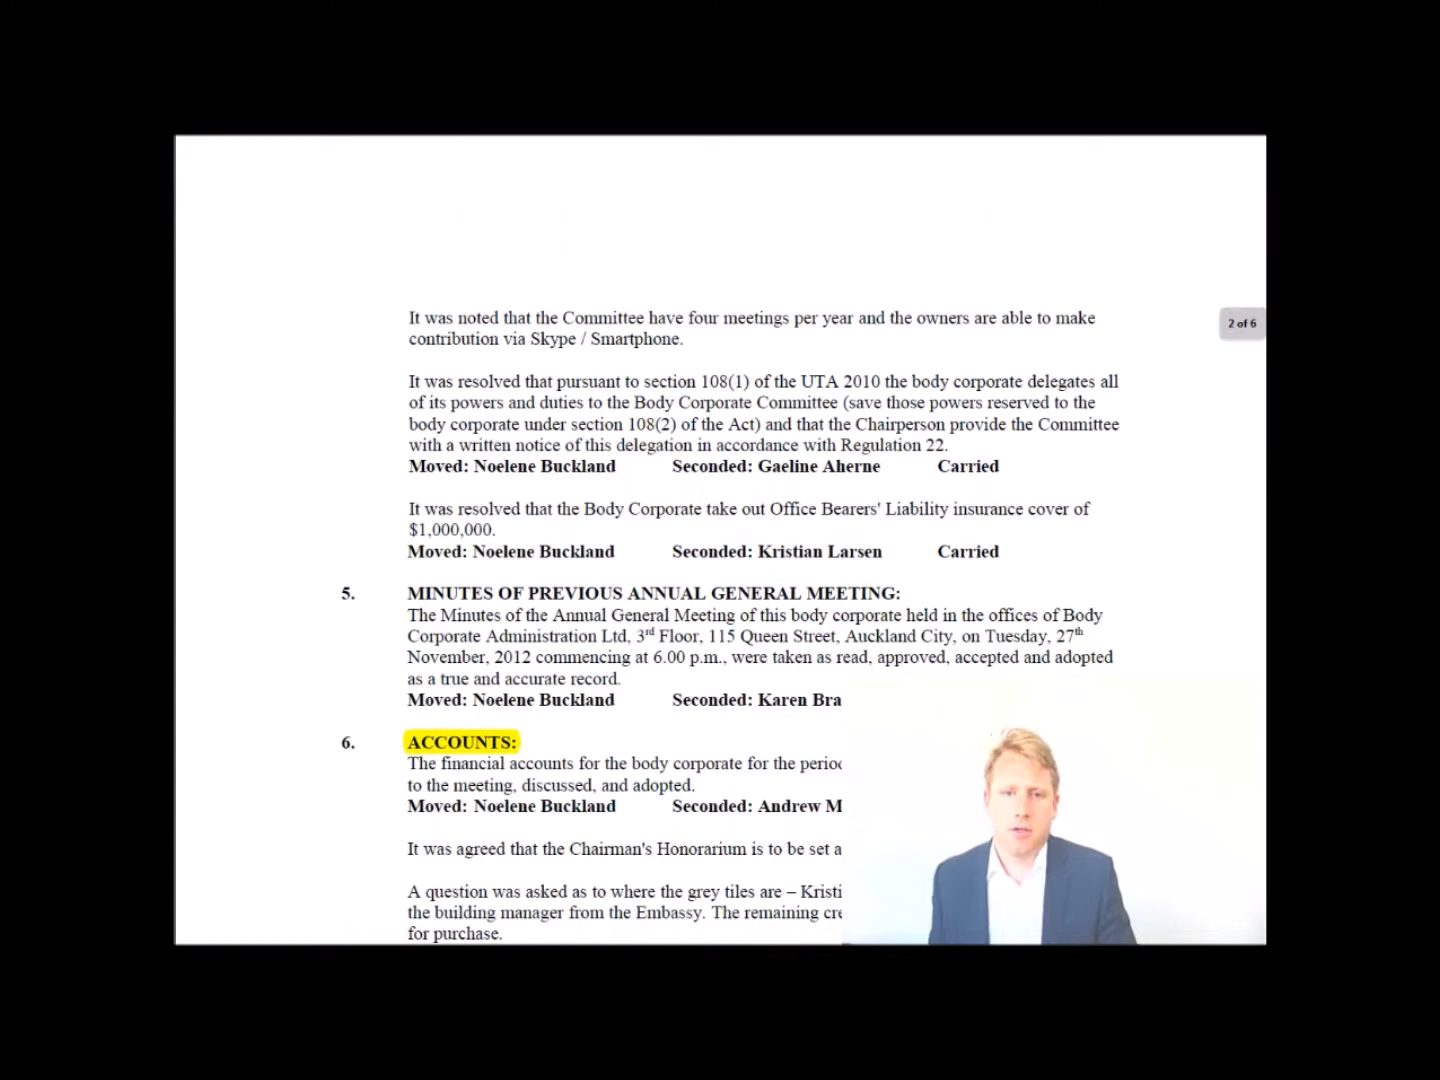 It was noted that the Committee have four meetings per year and the owners are able to make
contribution via Skype / Smartphone.
2 of 6
It was resolved that pursuant to section 108(1) of the UTA 2010 the body corporate delegates all
of its powers and duties to the Body Corporate Committee (save those powers reserved to the
body corporate under section 108(2) of the Act) and that the Chairperson provide the Committee
with a written notice of this delegation in accordance with Regulation 22.
Moved: Noelene Buckland Seconded: Gaeline Aherne Carried
It was resolved that the Body Corporate take out Office Bearers' Liability insurance cover of
$1,000,000.
Moved: Noelene Buckland Seconded: Kristian Larsen Carried
5. MINUTES OF PREVIOUS ANNUAL GENERAL MEETING:
The Minutes of the Annual General Meeting of this body corporate held in the offices of Body
Corporate Administration Ltd, 3rd Floor, 115 Queen Street, Auckland City, on Tuesday, 27th
November, 2012 commencing at 6.00 p.m., were taken as read, approved, accepted and adopted
as a true and accurate record.
Moved: Noelene Buckland Seconded: Karen Bra
6. ACCOUNTS:
The financial accounts for the body corporate for the perio
to the meeting, discussed, and adopted.
Moved: Noelene Buckland Seconded: Andrew M
It was agreed that the Chairman's Honorarium is to be set a
A question was asked as to where the grey tiles are – Kristi
the building manager from the Embassy. The remaining cre
for purchase.